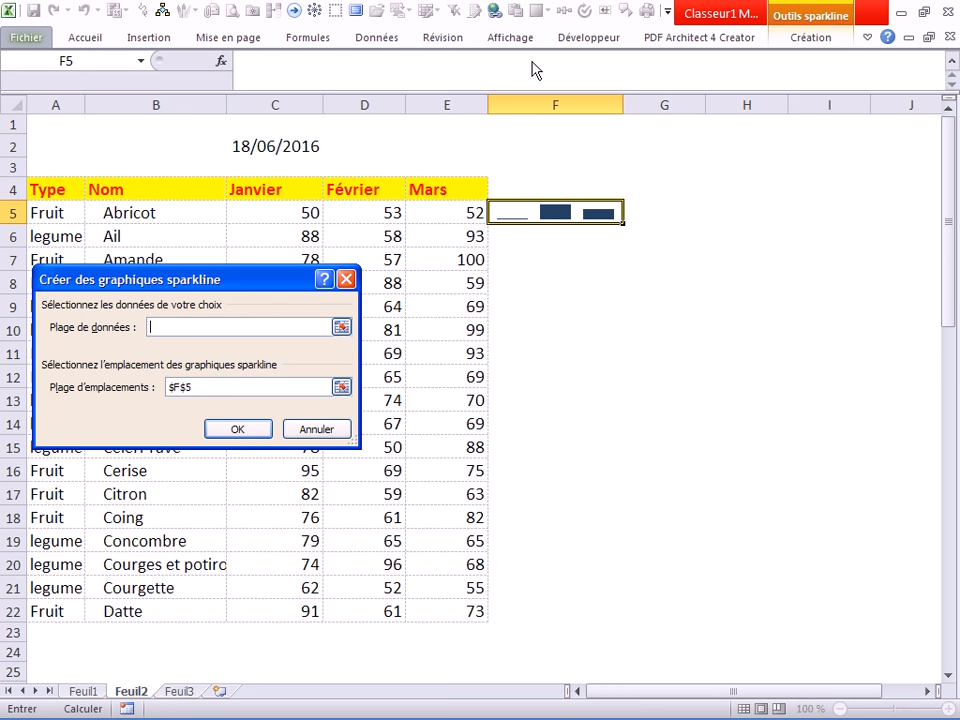 Classeur1 M...
Outils sparkline
Fichier Accueil Insertion Mise en page Formules Données Révision Affichage Développeur PDF Architect 4 Creator Création
F5 fx
A B C D E F G H I J
1
2 18/06/2016
3
4 Type Nom Janvier Février Mars
5 Fruit Abricot 50 53 52
6 legume Ail 88 58 93
7 Fruit Amande 78 57 100
8 88 59
Créer des graphiques sparkline
Sélectionnez les données de votre choix
9 64 69
Plage de données :
10 81 99
11 69 93
Sélectionnez l'emplacement des graphiques sparkline
12 65 69
Plage d'emplacements : $F$5
13 74 70
14 67 69
OK Annuler
15 50 88
16 Fruit Cerise 95 69 75
17 Fruit Citron 82 59 63
18 Fruit Coing 76 61 82
19 legume Concombre 79 65 65
20 legume Courges et potiro 74 96 68
21 legume Courgette 62 52 55
22 Fruit Datte 91 61 73
23
24
25
Feuil1 Feuil2 Feuil3
Entrer Calculer 100 %